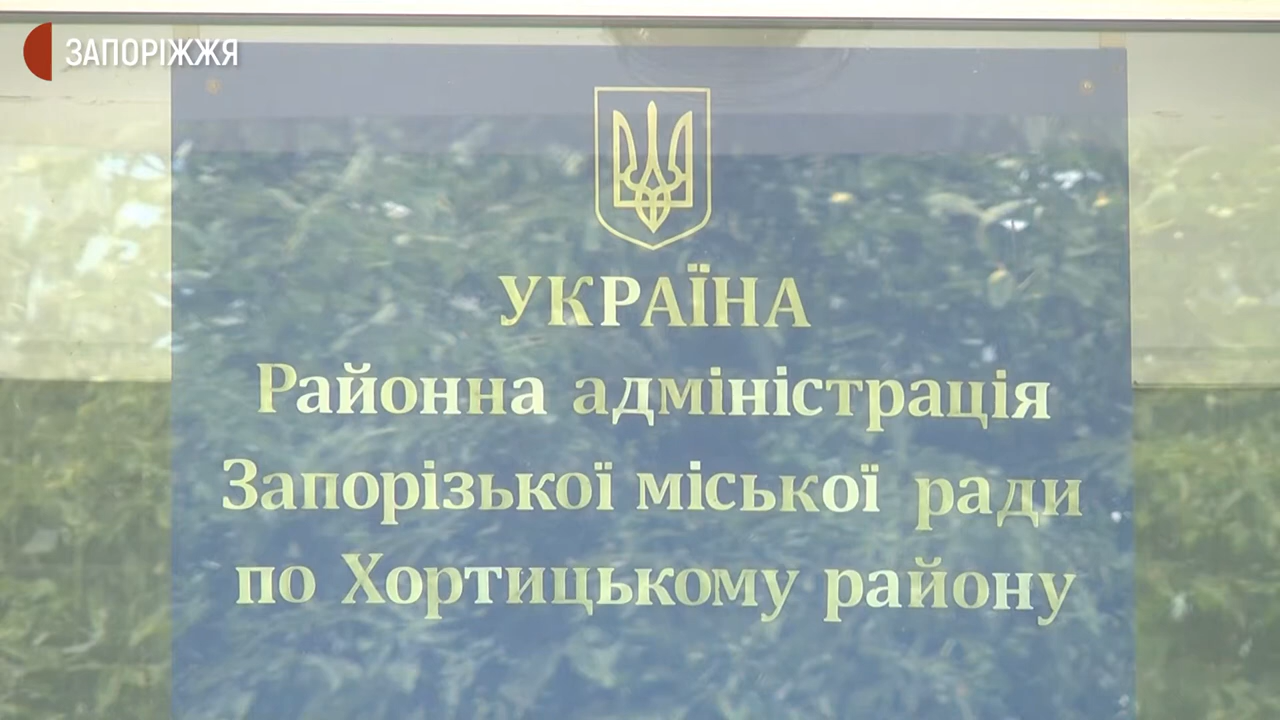 ЗАПОРІЖЖЯ
УКРАЇНА
Районна адміністрація
Запорізької міської ради
по Хортицькому району